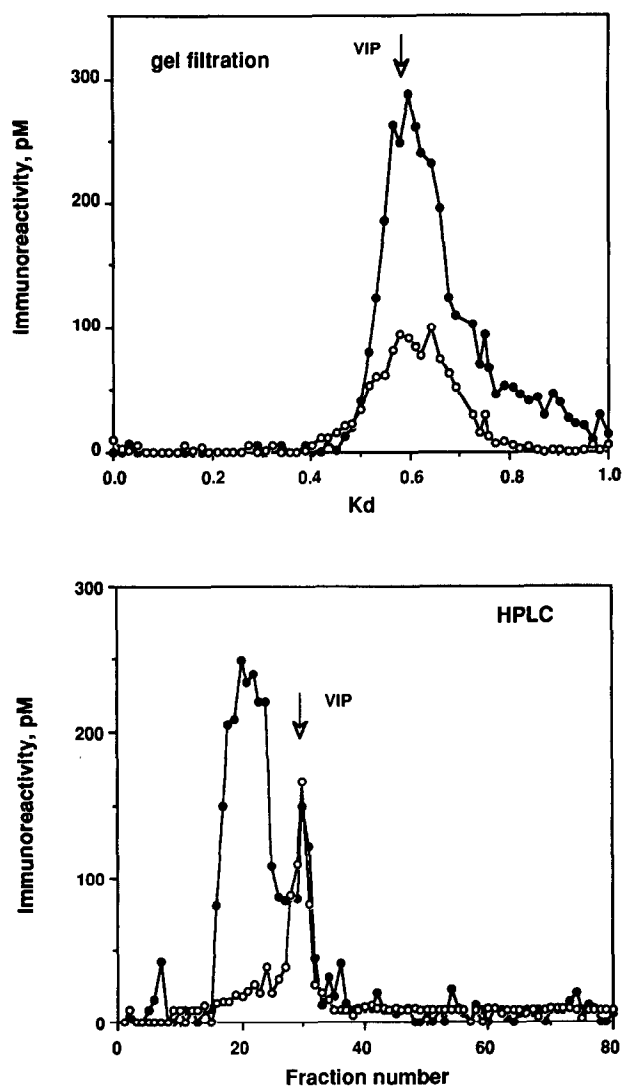 gel filtration
VIP
Immunoreactivity, pM
300
200
100
0
0.0 0.2 0.4 0.6 0.8 1.0
Kd
HPLC
VIP
Immunoreactivity, pM
300
200
100
0
0 20 40 60 80
Fraction number